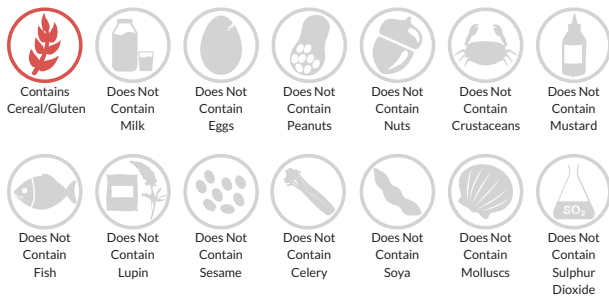 Contains
Cereal/Gluten
Does Not
Contain
Milk
Does Not
Contain
Eggs
Does Not
Contain
Peanuts
Does Not
Contain
Nuts
Does Not
Contain
Crustaceans
Does Not
Contain
Mustard
Does Not
Contain
Fish
Does Not
Contain
Lupin
Does Not
Contain
Sesame
Does Not
Contain
Celery
Does Not
Contain
Soya
Does Not
Contain
Molluscs
SO₂
Does Not
Contain
Sulphur
Dioxide